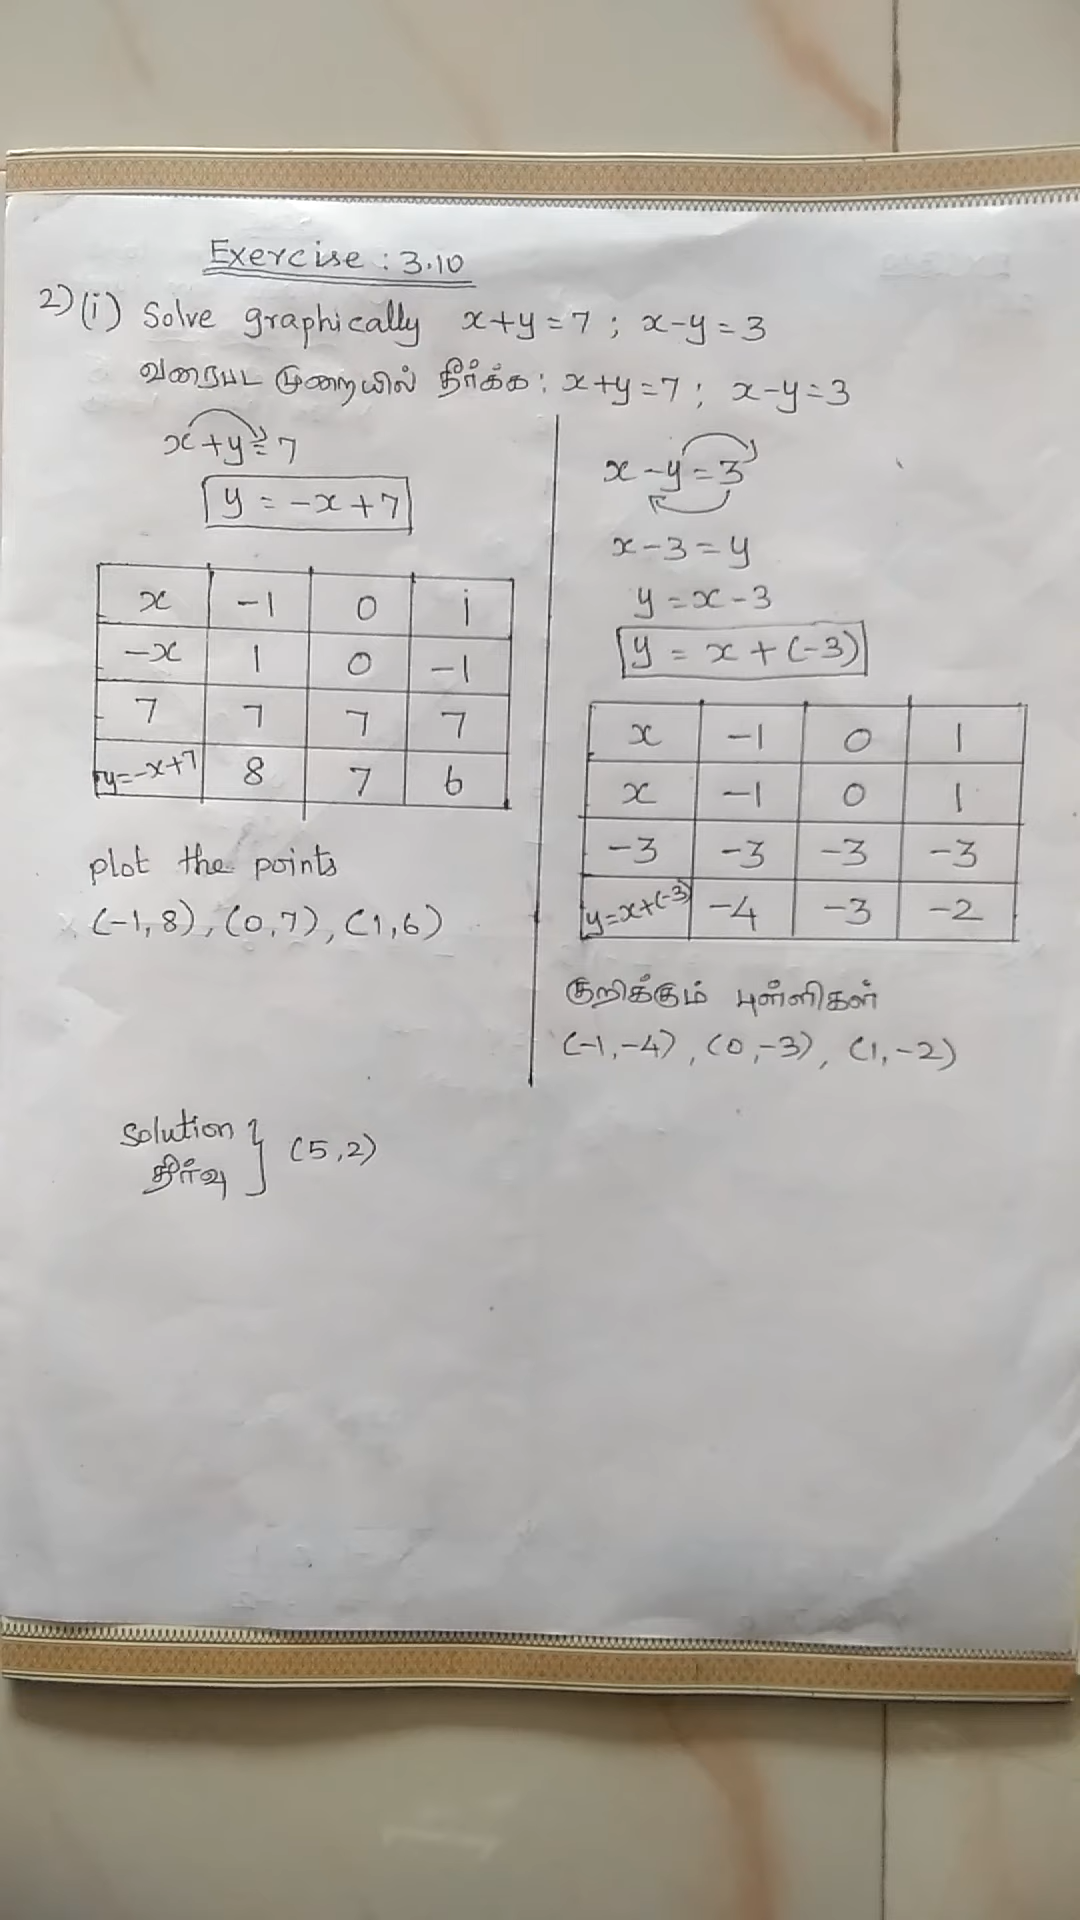 Exercise : 3.10
2) (i) Solve graphically x+y=7 ; x-y=3
வரைபட முறையில் தீர்க்க : x+y=7 ; x-y=3
x+y=7
y = -x+7
x | -1 | 0 | 1
-x | 1 | 0 | -1
7 | 7 | 7 | 7
y=-x+7 | 8 | 7 | 6
plot the points
(-1,8), (0,7), (1,6)
x-y=3
x-3=y
y=x-3
y = x+(-3)
x | -1 | 0 | 1
x | -1 | 0 | 1
-3 | -3 | -3 | -3
y=x+(-3) | -4 | -3 | -2
குறிக்கும் புள்ளிகள்
(-1,-4), (0,-3), (1,-2)
Solution
தீர்வு } (5,2)